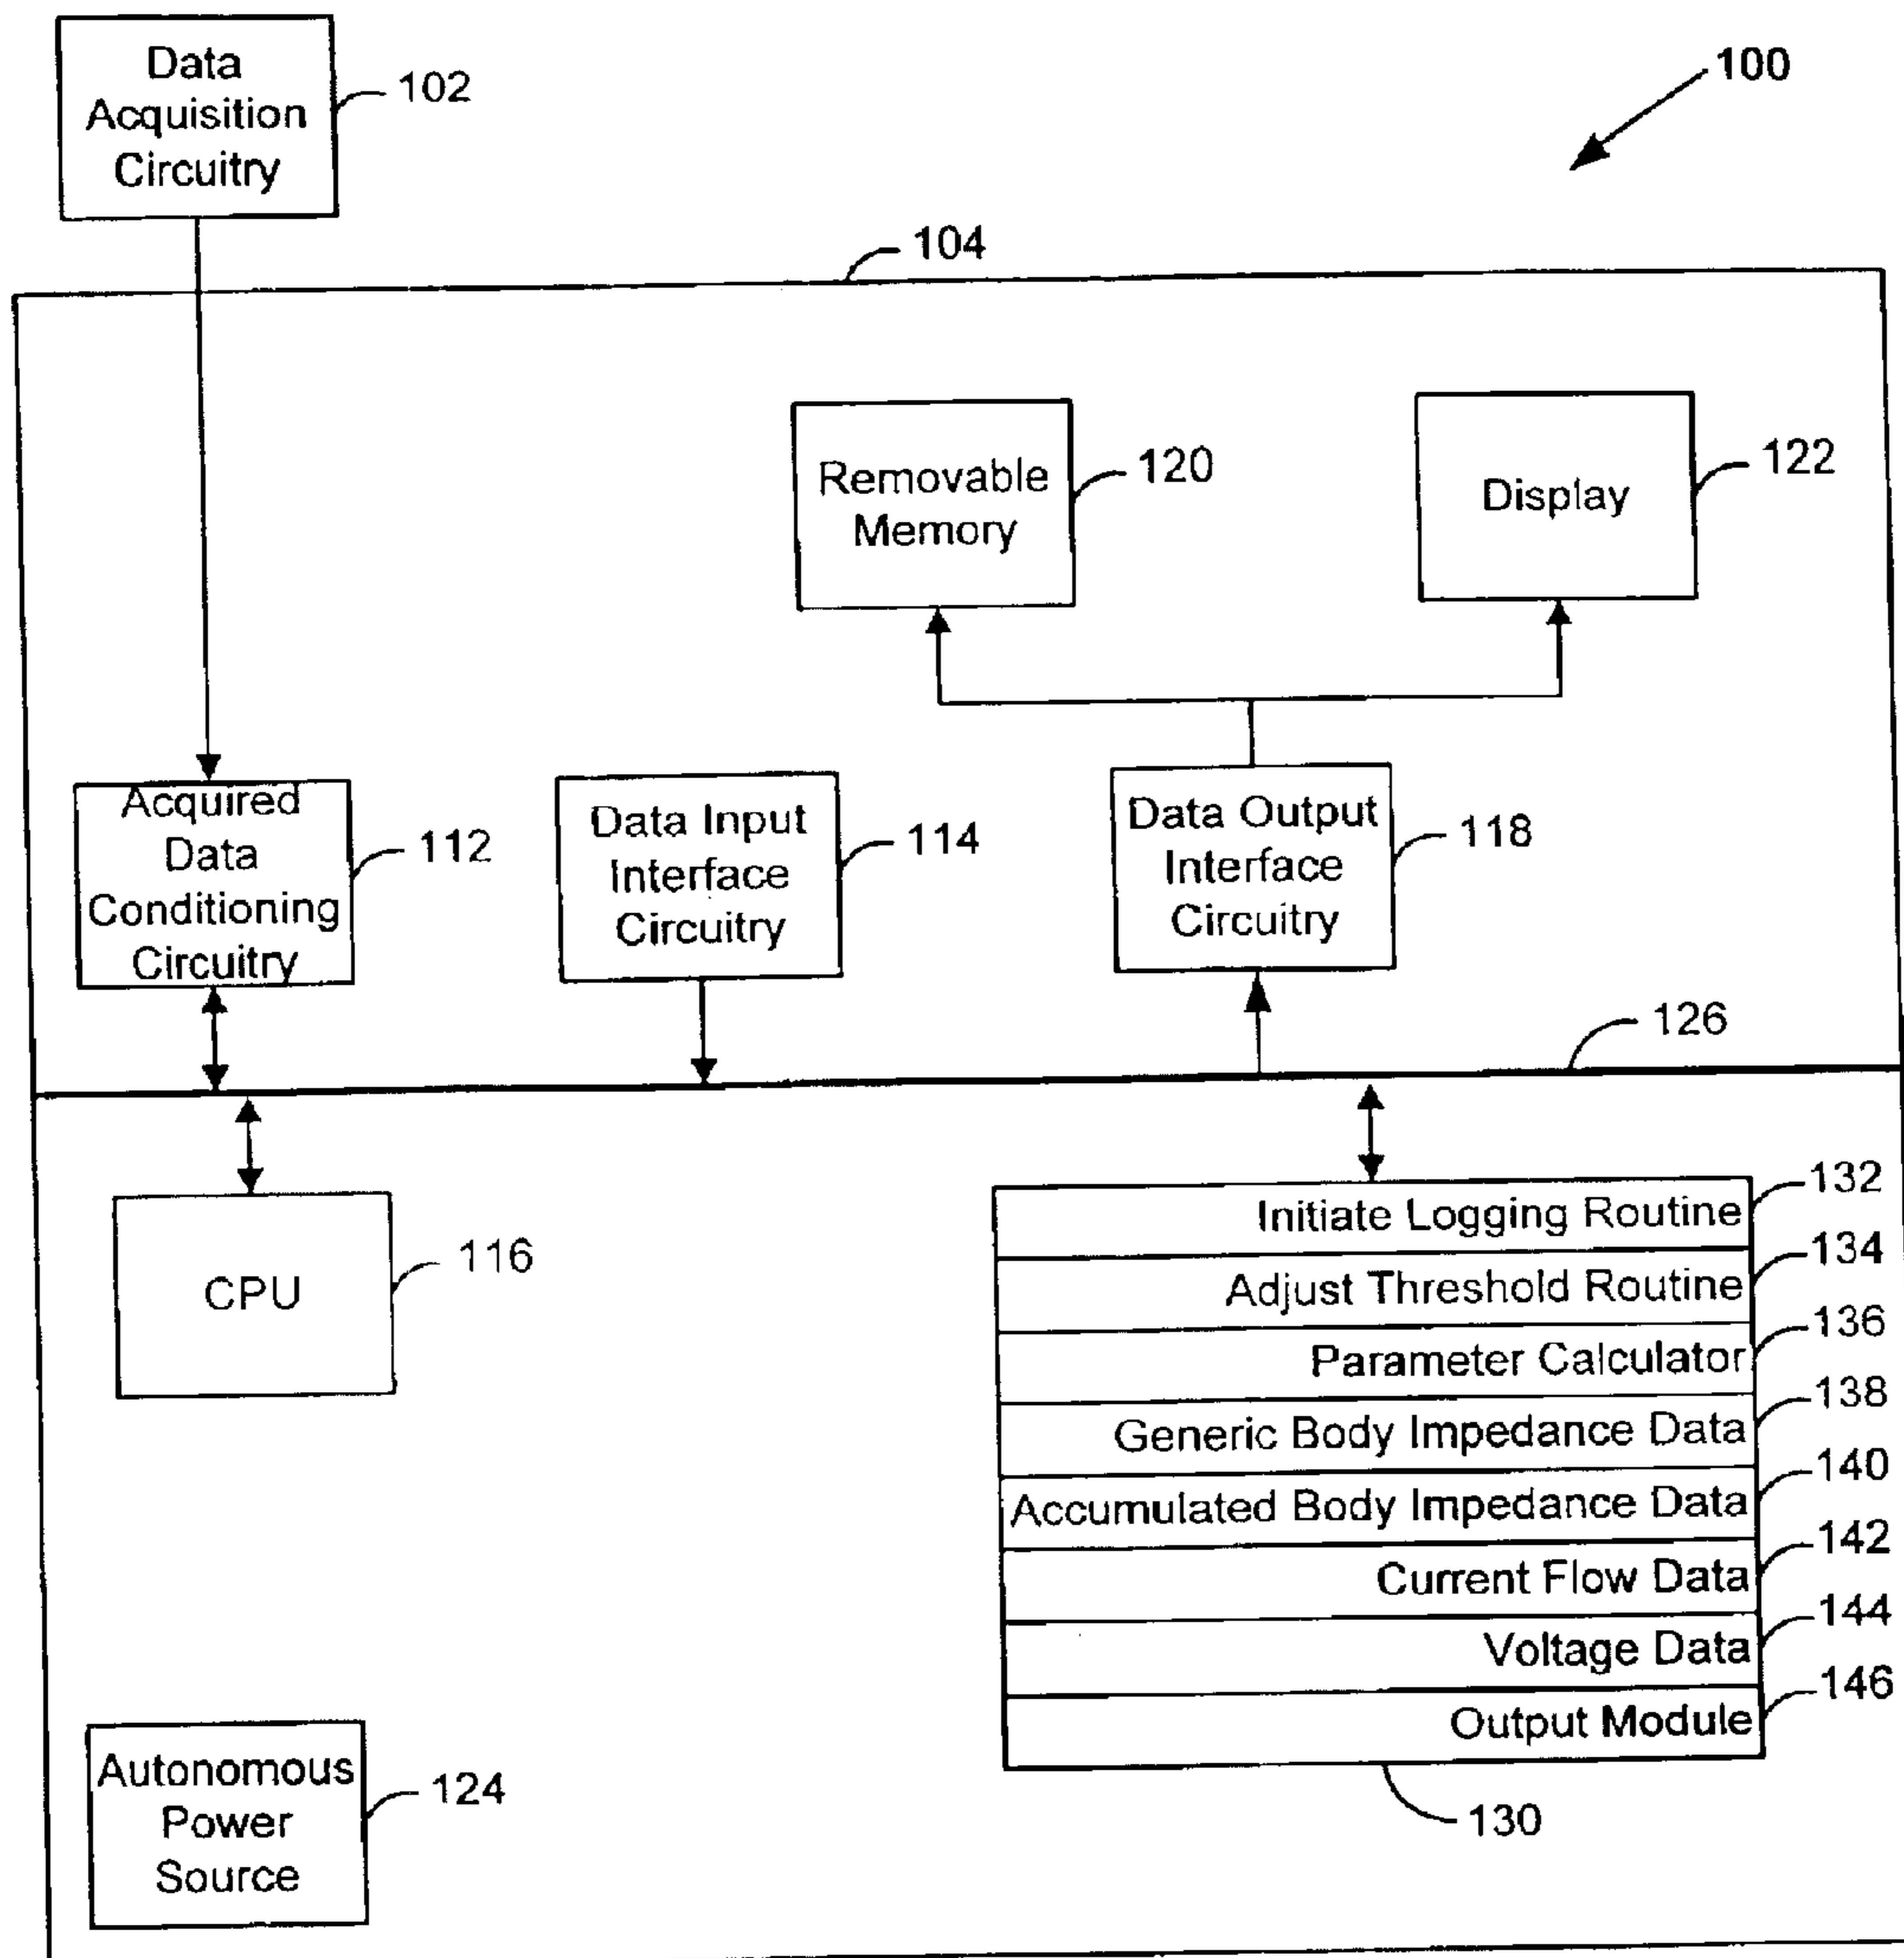 Data
Acquisition
Circuitry
102
100
104
Removable
Memory
120
Display
122
Acquired
Data
Conditioning
Circuitry
112
Data Input
Interface
Circuitry
114
Data Output
Interface
Circuitry
118
126
CPU
116
Initiate Logging Routine
132
Adjust Threshold Routine
134
Parameter Calculator
136
Generic Body Impedance Data
138
Accumulated Body Impedance Data
140
Current Flow Data
142
Voltage Data
144
Output Module
146
130
Autonomous
Power
Source
124